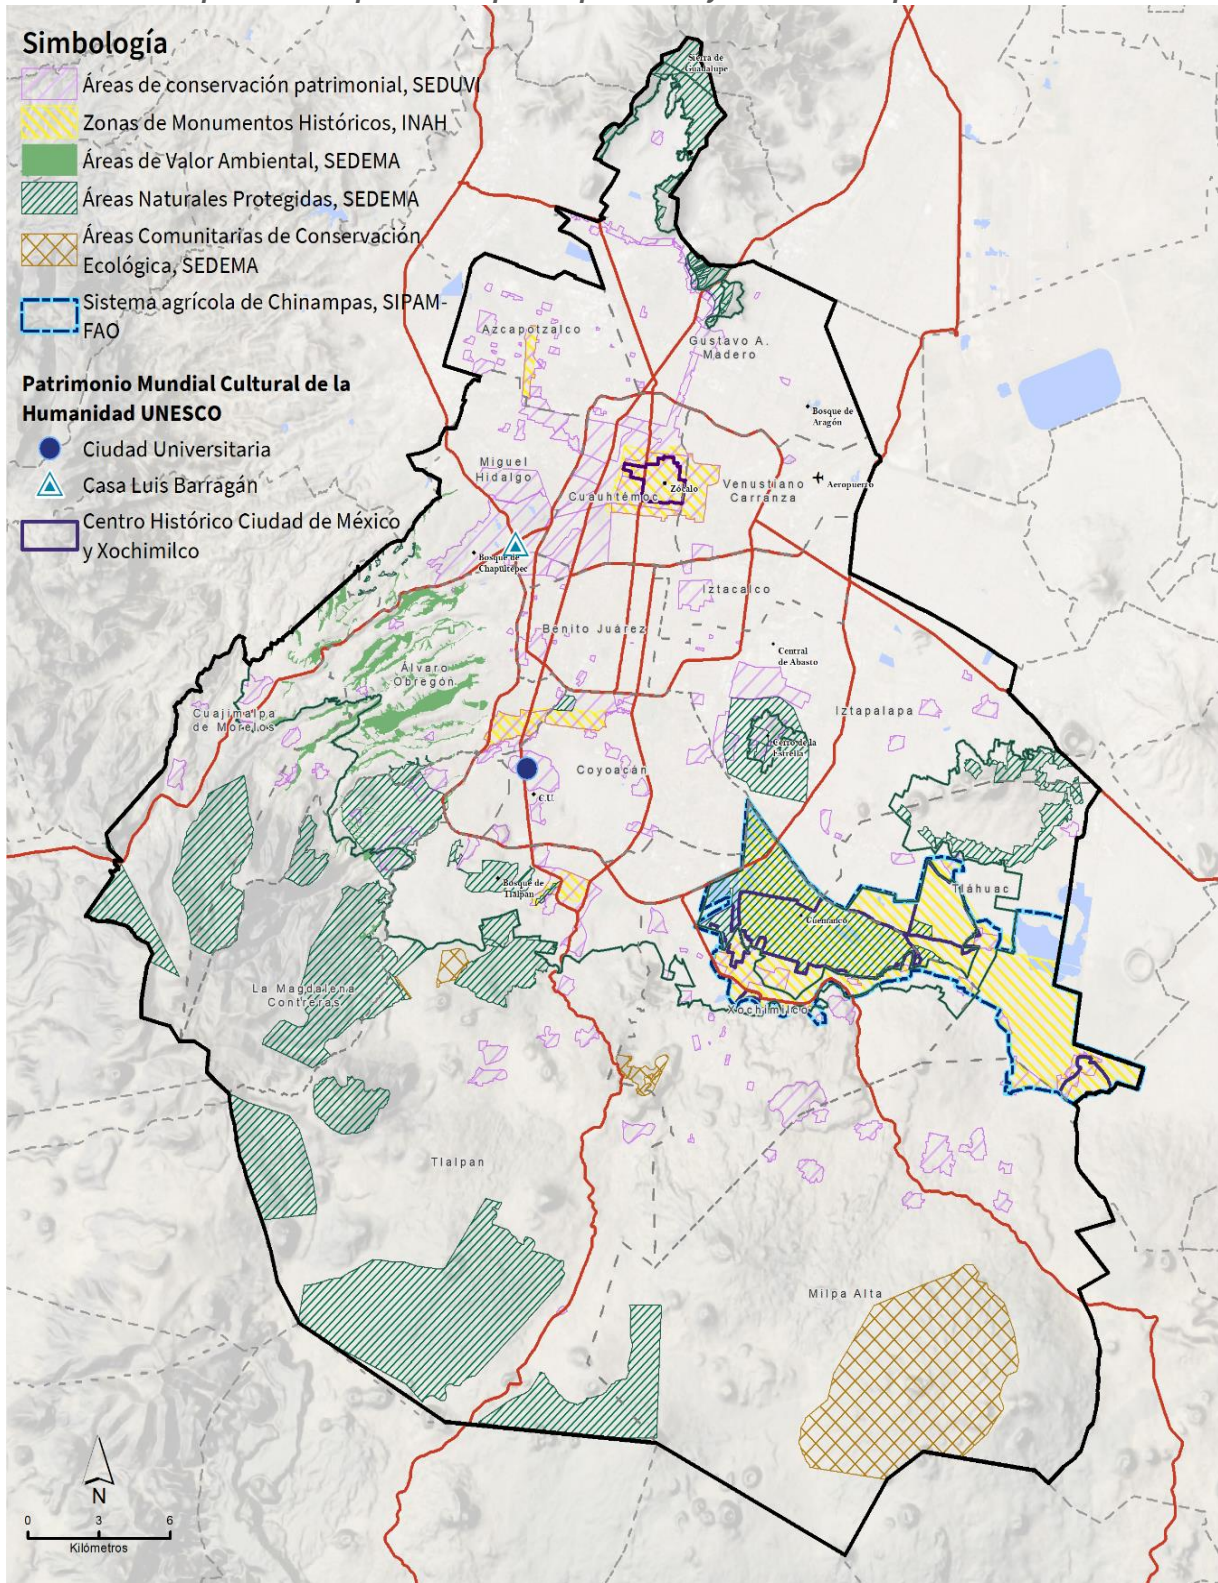 Simbología
Áreas de conservación patrimonial, SEDUVI
Zonas de Monumentos Históricos, INAH
Áreas de Valor Ambiental, SEDEMA
Áreas Naturales Protegidas, SEDEMA
Áreas Comunitarias de Conservación
Ecológica, SEDEMA
Sistema agrícola de Chinampas, SIPAM-
FAO
Patrimonio Mundial Cultural de la
Humanidad UNESCO
Ciudad Universitaria
Casa Luis Barragán
Centro Histórico Ciudad de México
y Xochimilco
Sierra de
Guadalupe
Azcapotzalco
Gustavo A.
Madero
Bosque de
Aragón
Miguel
Hidalgo
Cuauhtémoc
Zócalo
Venustiano
Carranza
Aeropuerto
Bosque de
Chapultepec
Iztacalco
Benito Juárez
Central
de Abasto
Álvaro
Obregón
Cuajimalpa
de Morelos
Iztapalapa
Cerro de la
Estrella
Coyoacán
C.U.
Bosque de
Tlalpan
Tláhuac
Cuemanco
La Magdalena
Contreras
Xochimilco
Tlalpan
Milpa Alta
N
0 3 6
Kilómetros